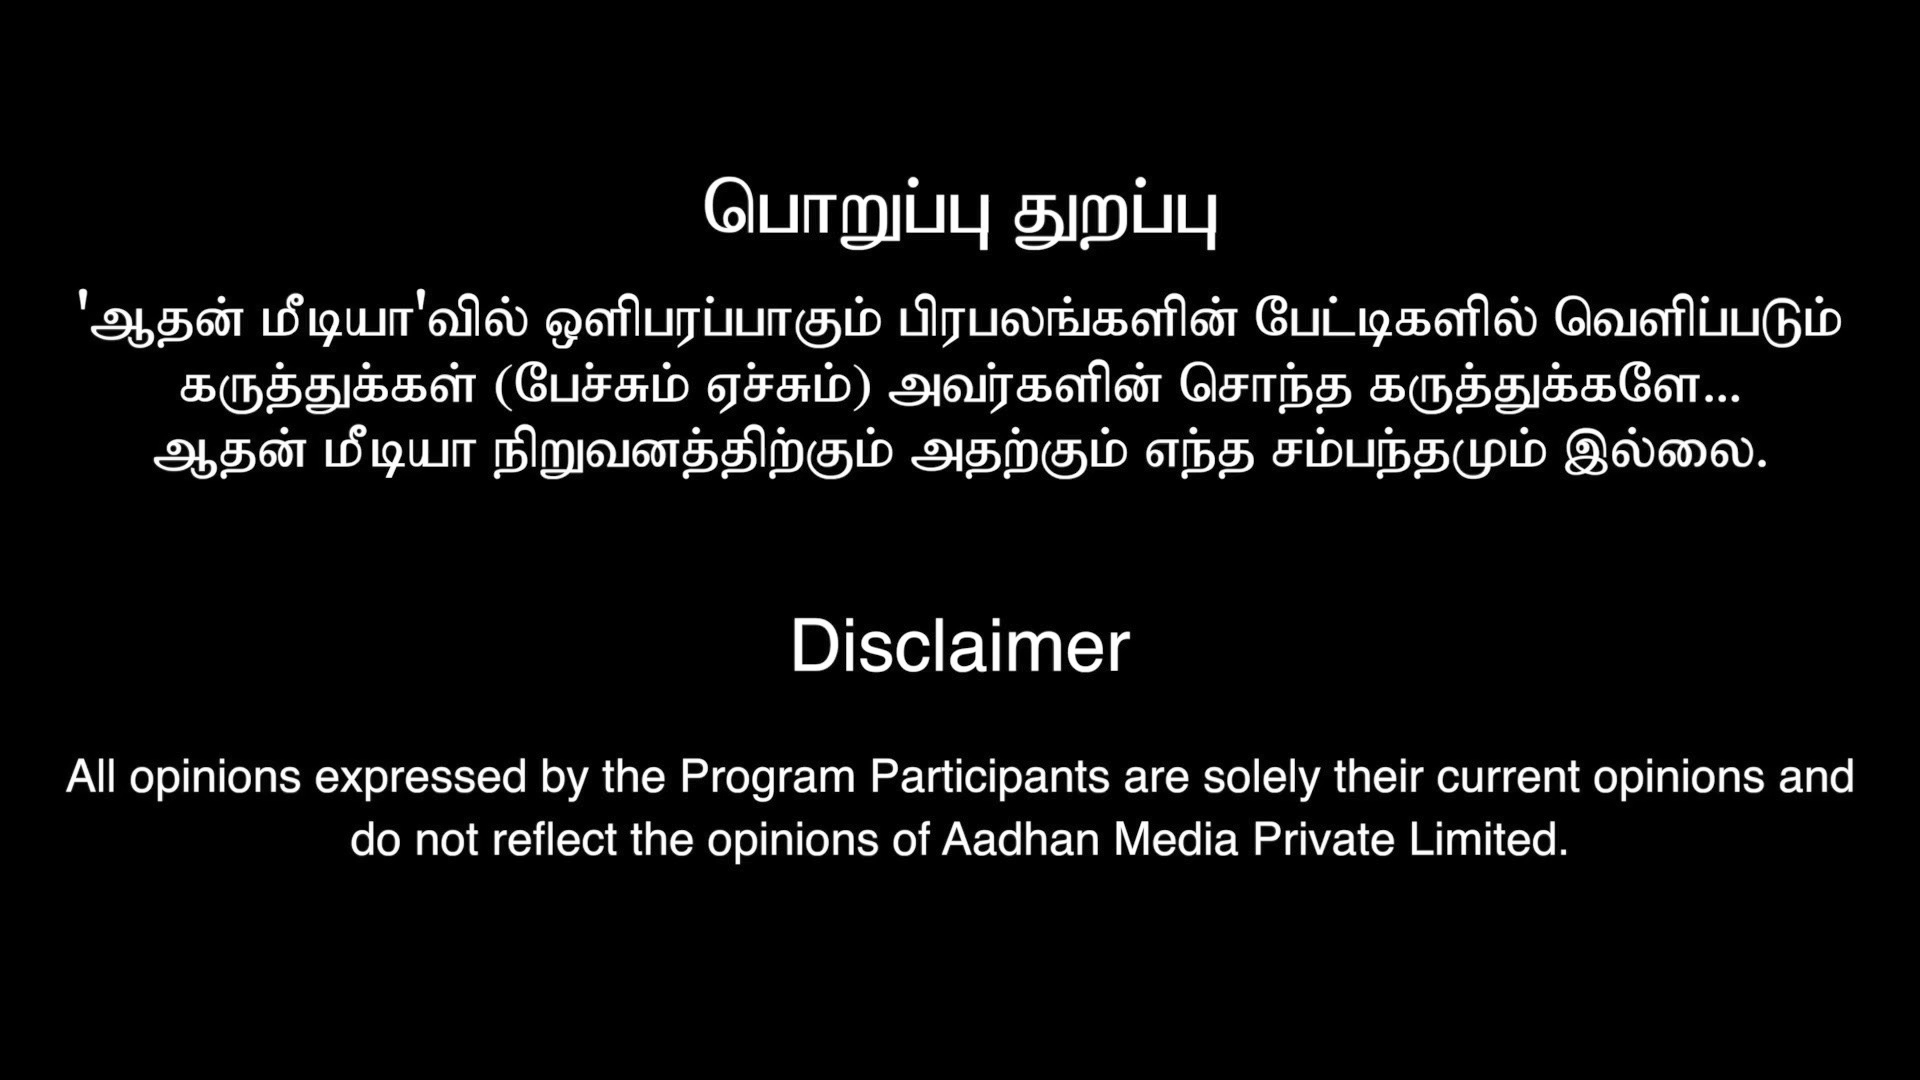 பொறுப்பு துறப்பு
'ஆதன் மீடியா'வில் ஒளிபரப்பாகும் பிரபலங்களின் பேட்டிகளில் வெளிப்படும்
கருத்துக்கள் (பேச்சும் ஏச்சும்) அவர்களின் சொந்த கருத்துக்களே...
ஆதன் மீடியா நிறுவனத்திற்கும் அதற்கும் எந்த சம்பந்தமும் இல்லை.
Disclaimer
All opinions expressed by the Program Participants are solely their current opinions and
do not reflect the opinions of Aadhan Media Private Limited.